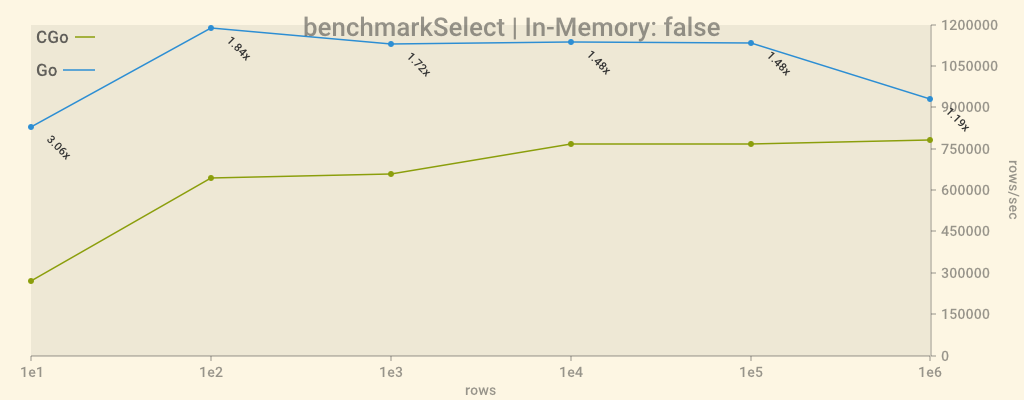 benchmarkSelect | In-Memory: false
CGo
Go
3.06x
1.84x
1.72x
1.48x
1.48x
1.19x
1200000
1050000
900000
750000
600000
450000
300000
150000
0
rows/sec
1e1 1e2 1e3 1e4 1e5 1e6
rows